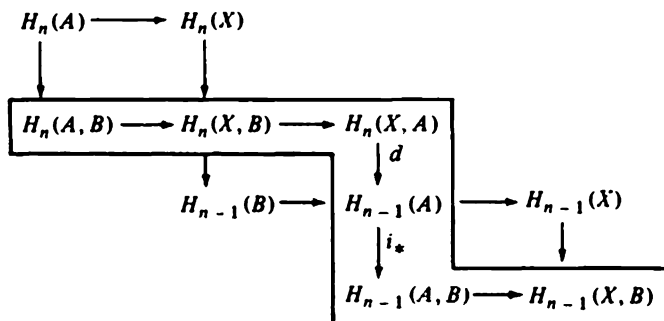 H_n(A) → H_n(X)
H_n(A, B) → H_n(X, B) → H_n(X, A)
d
H_{n-1}(B) → H_{n-1}(A) → H_{n-1}(X)
i_*
H_{n-1}(A, B) → H_{n-1}(X, B)